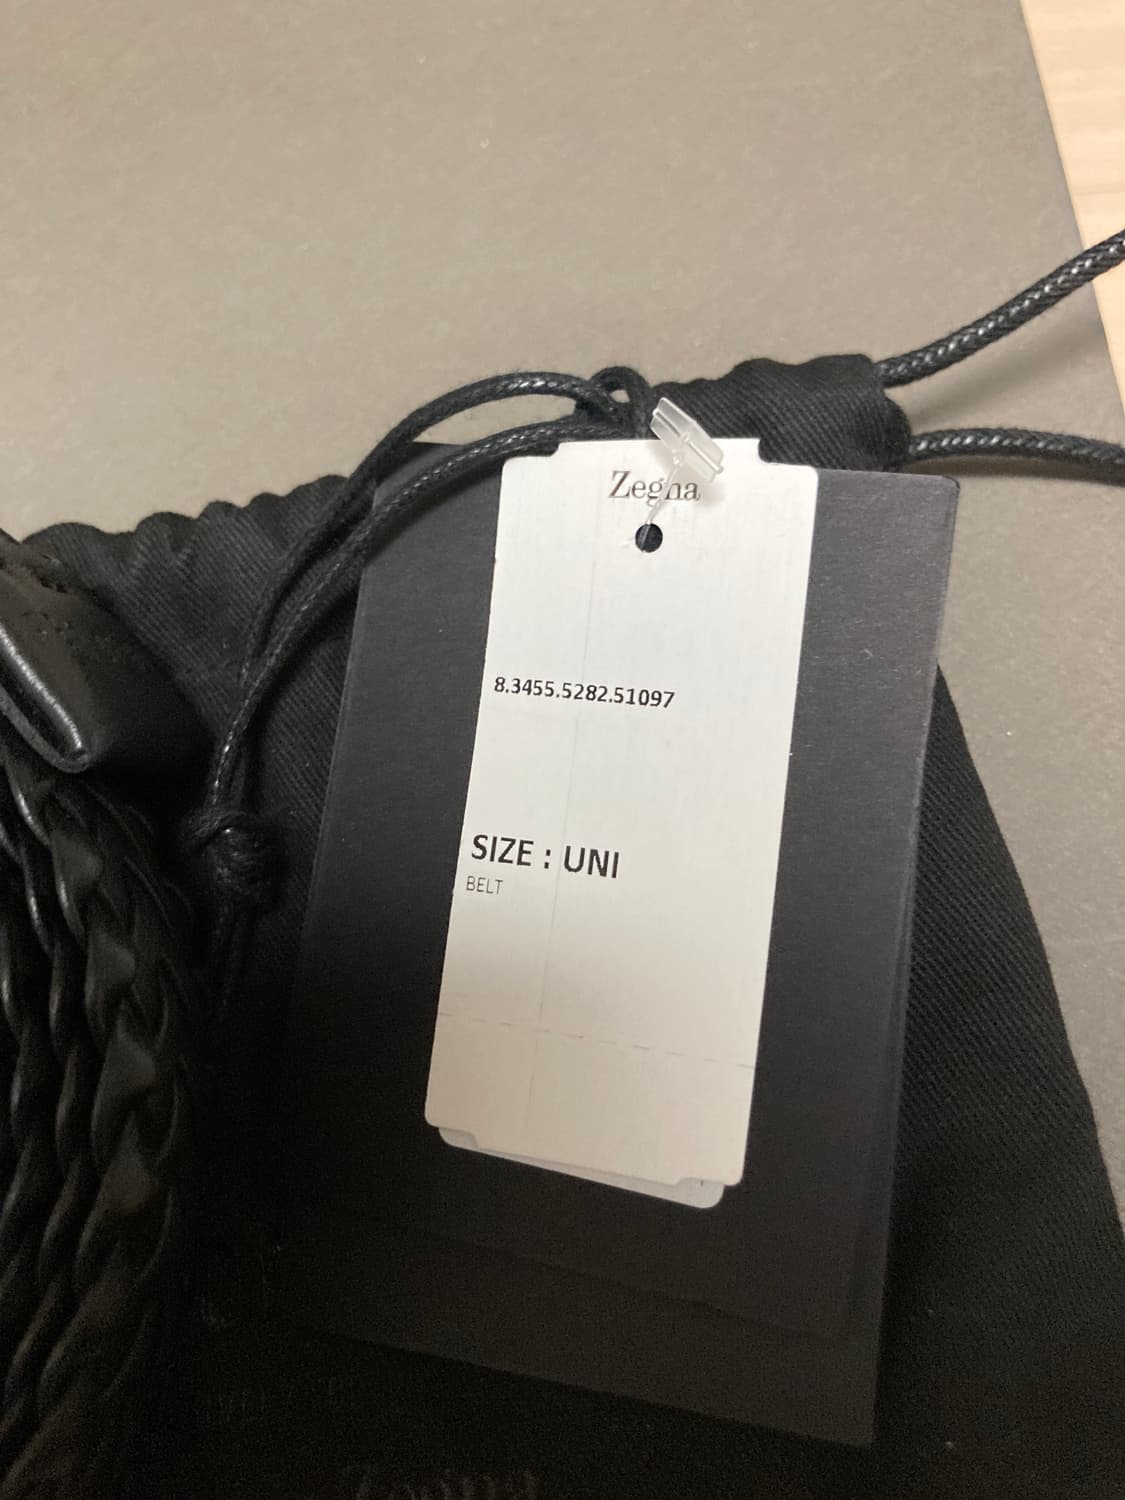 Zegna
8.3455.5282.51097
SIZE : UNI
BELT